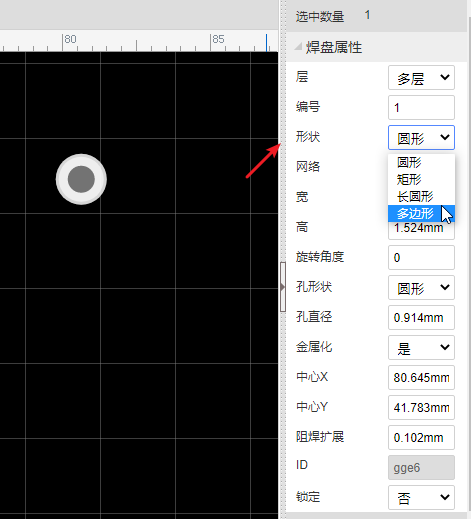 选中数量 1
80 85
焊盘属性
层 多层
编号 1
形状 圆形
圆形
矩形
长圆形
多边形
网络
宽
高 1.524mm
旋转角度 0
孔形状 圆形
孔直径 0.914mm
金属化 是
中心X 80.645mm
中心Y 41.783mm
阻焊扩展 0.102mm
ID gge6
锁定 否